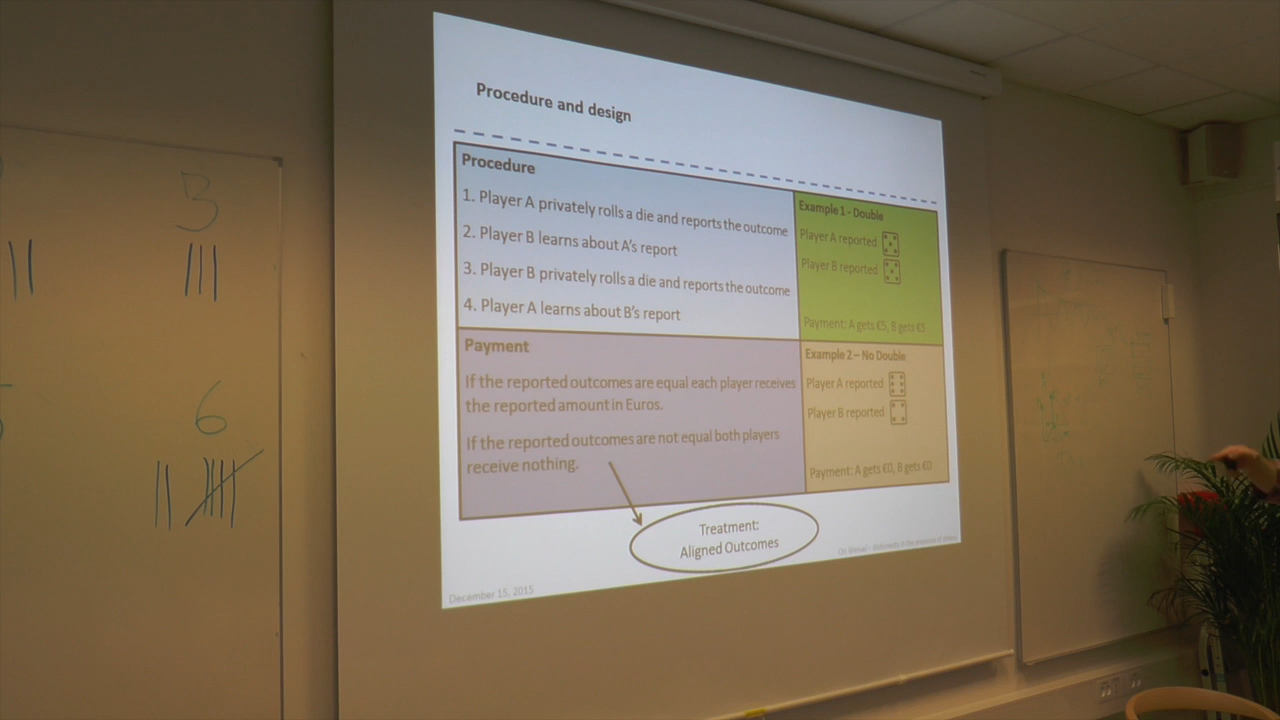 3
6
Procedure and design
Procedure
1. Player A privately rolls a die and reports the outcome
2. Player B learns about A's report
3. Player B privately rolls a die and reports the outcome
4. Player A learns about B's report
Example 1 - Double
Player A reported
Player B reported
Payment: A gets €5, B gets €5
Payment
If the reported outcomes are equal each player receives
the reported amount in Euros.
If the reported outcomes are not equal both players
receive nothing.
Example 2 – No Double
Player A reported
Player B reported
Payment: A gets €0, B gets €0
Treatment:
Aligned Outcomes
December 15, 2015